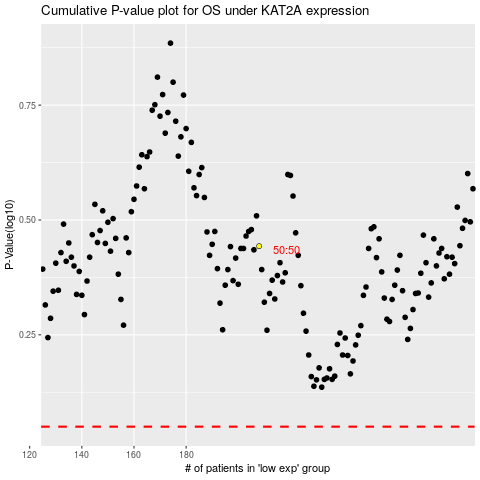 Cumulative P-value plot for OS under KAT2A expression
P-Value(log10)
0.75
0.50
0.25
50:50
120 140 160 180
# of patients in 'low exp' group